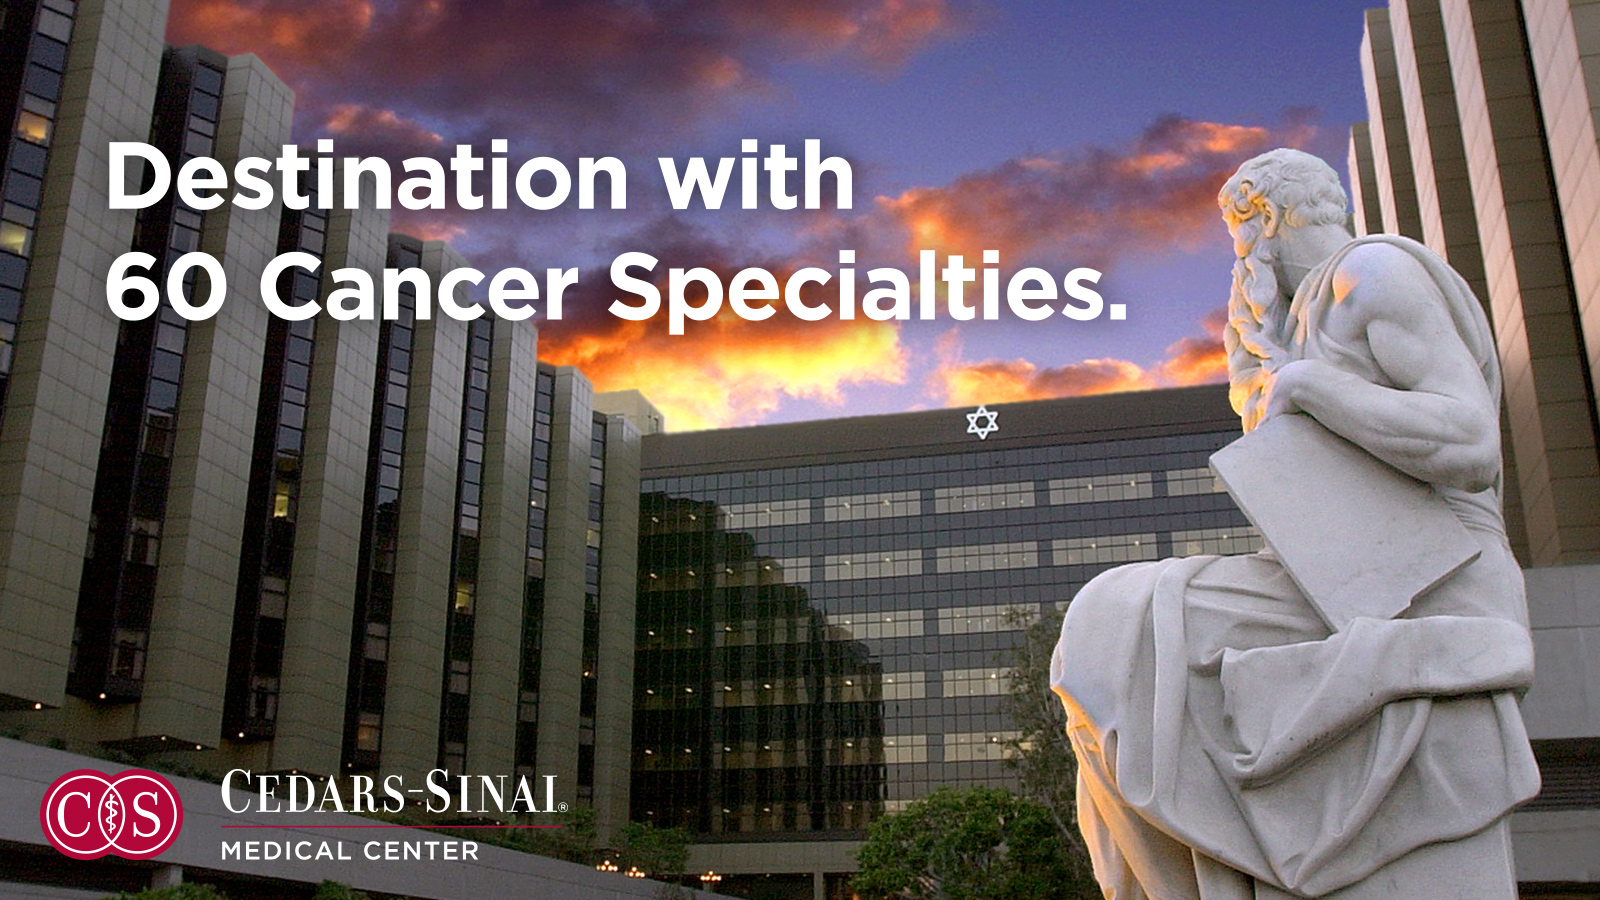 Destination with
60 Cancer Specialties.
CS
CEDARS-SINAI®
MEDICAL CENTER